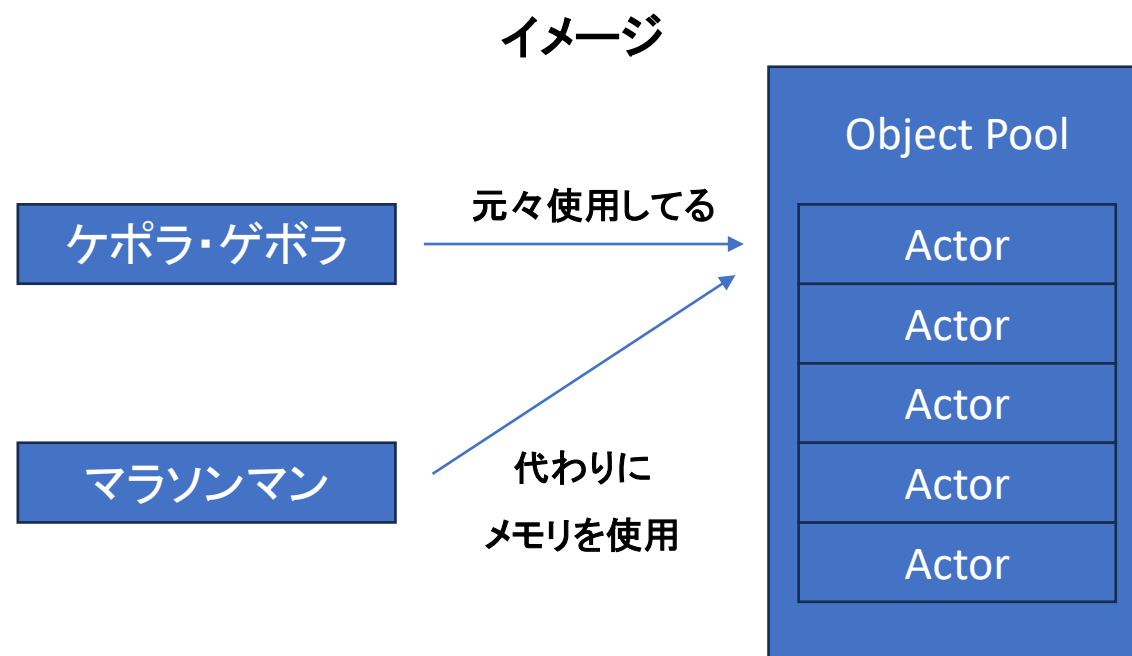 イメージ
Object Pool
元々使用してる
ケポラ・ゲボラ
Actor
Actor
Actor
マラソンマン
代わりに
メモリを使用
Actor
Actor